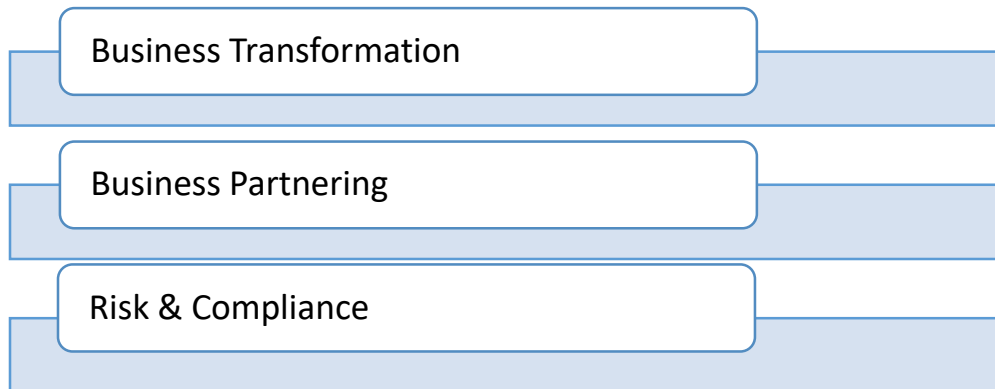 Business Transformation
Business Partnering
Risk & Compliance